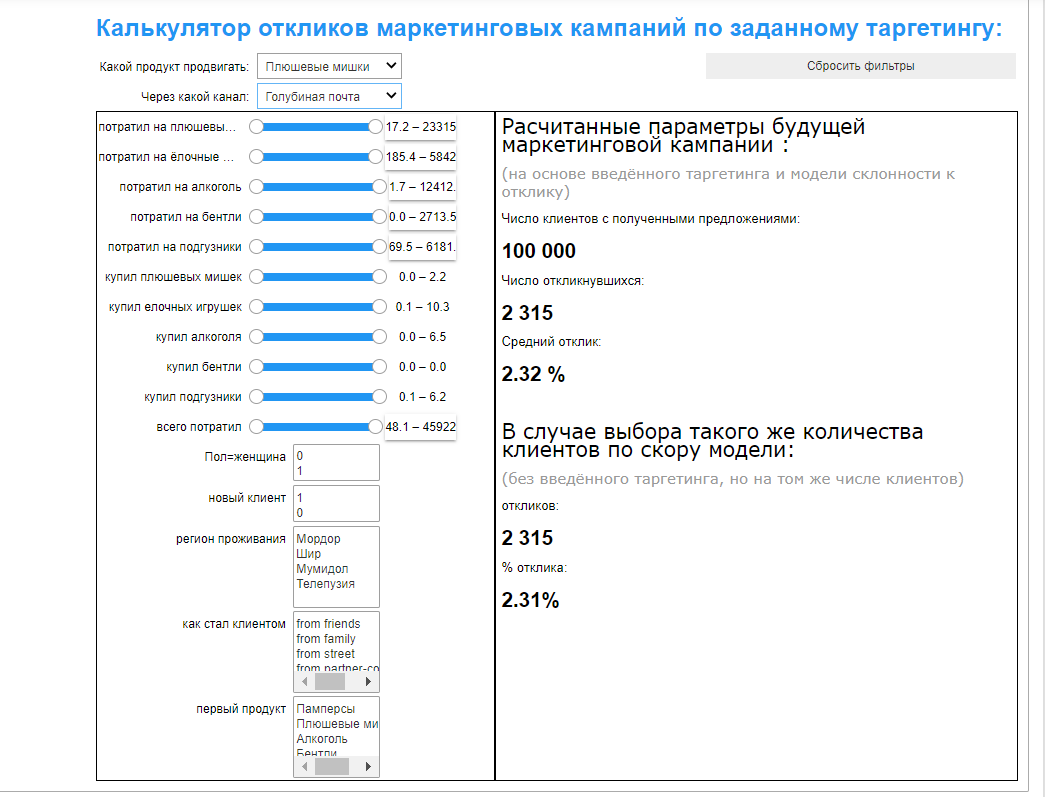 Калькулятор откликов маркетинговых кампаний по заданному таргетингу:
Какой продукт продвигать: Плюшевые мишки
Сбросить фильтры
Через какой канал: Голубиная почта
потратил на плюшевы... 17.2 – 23315
потратил на ёлочные ... 185.4 – 5842
потратил на алкоголь 1.7 – 12412.
потратил на бентли 0.0 – 2713.5
потратил на подгузники 69.5 – 6181.
купил плюшевых мишек 0.0 – 2.2
купил елочных игрушек 0.1 – 10.3
купил алкоголя 0.0 – 6.5
купил бентли 0.0 – 0.0
купил подгузники 0.1 – 6.2
всего потратил 48.1 – 45922
Пол=женщина 0
1
новый клиент 1
0
регион проживания Мордор
Шир
Мумидол
Телепузия
как стал клиентом from friends
from family
from street
from partner-co
первый продукт Памперсы
Плюшевые ми
Алкоголь
Бентли
Расчитанные параметры будущей
маркетинговой кампании :
(на основе введённого таргетинга и модели склонности к
отклику)
Число клиентов с полученными предложениями:
100 000
Число откликнувшихся:
2 315
Средний отклик:
2.32 %
В случае выбора такого же количества
клиентов по скору модели:
(без введённого таргетинга, но на том же числе клиентов)
откликов:
2 315
% отклика:
2.31%